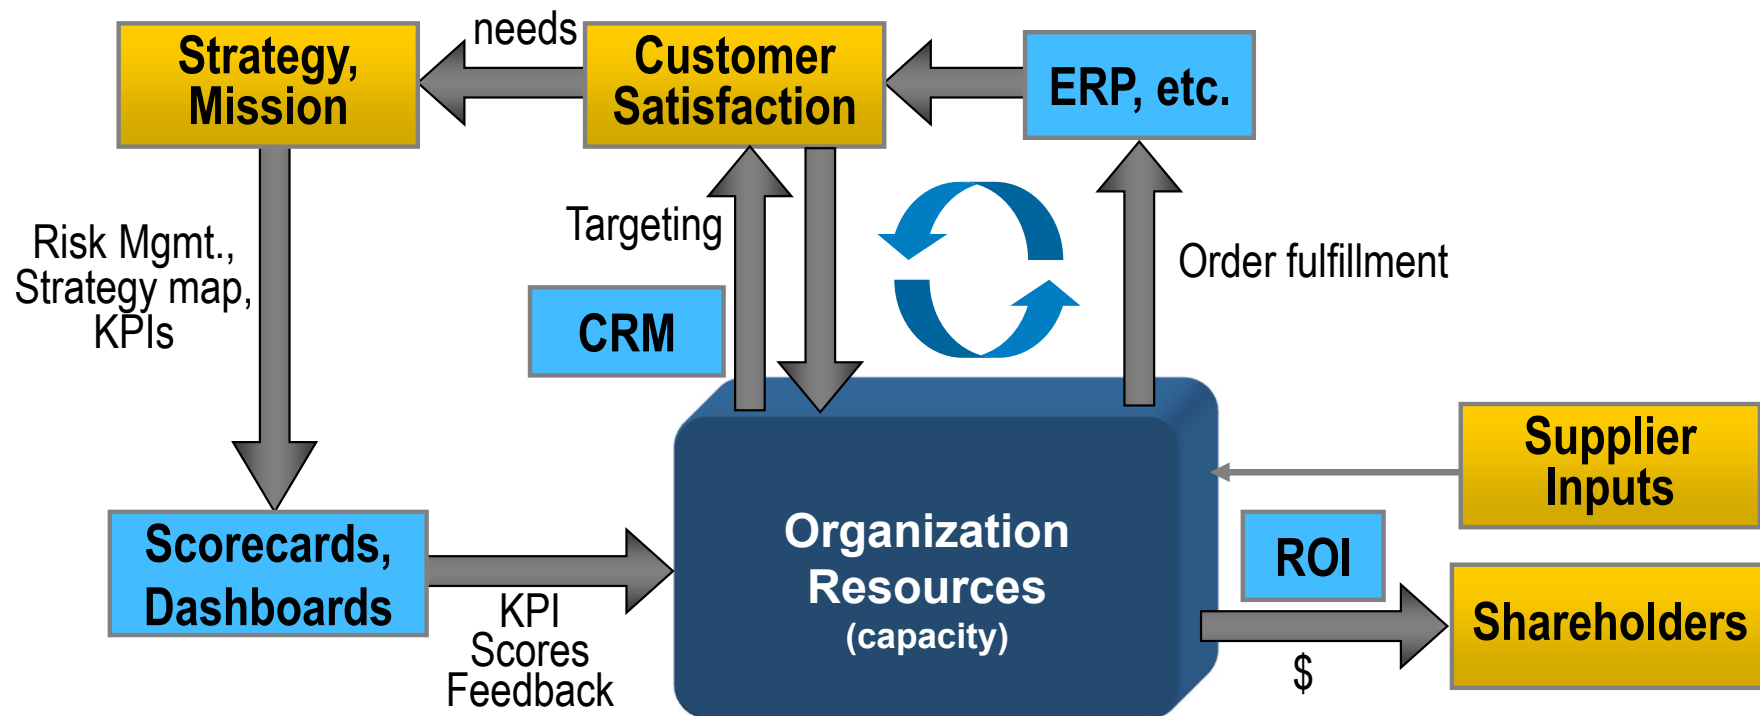 needs
Strategy,
Mission
Customer
Satisfaction
ERP, etc.
Risk Mgmt.,
Strategy map,
KPIs
Targeting
CRM
Order fulfillment
Supplier
Inputs
Scorecards,
Dashboards
KPI
Scores
Feedback
Organization
Resources
(capacity)
ROI
$
Shareholders